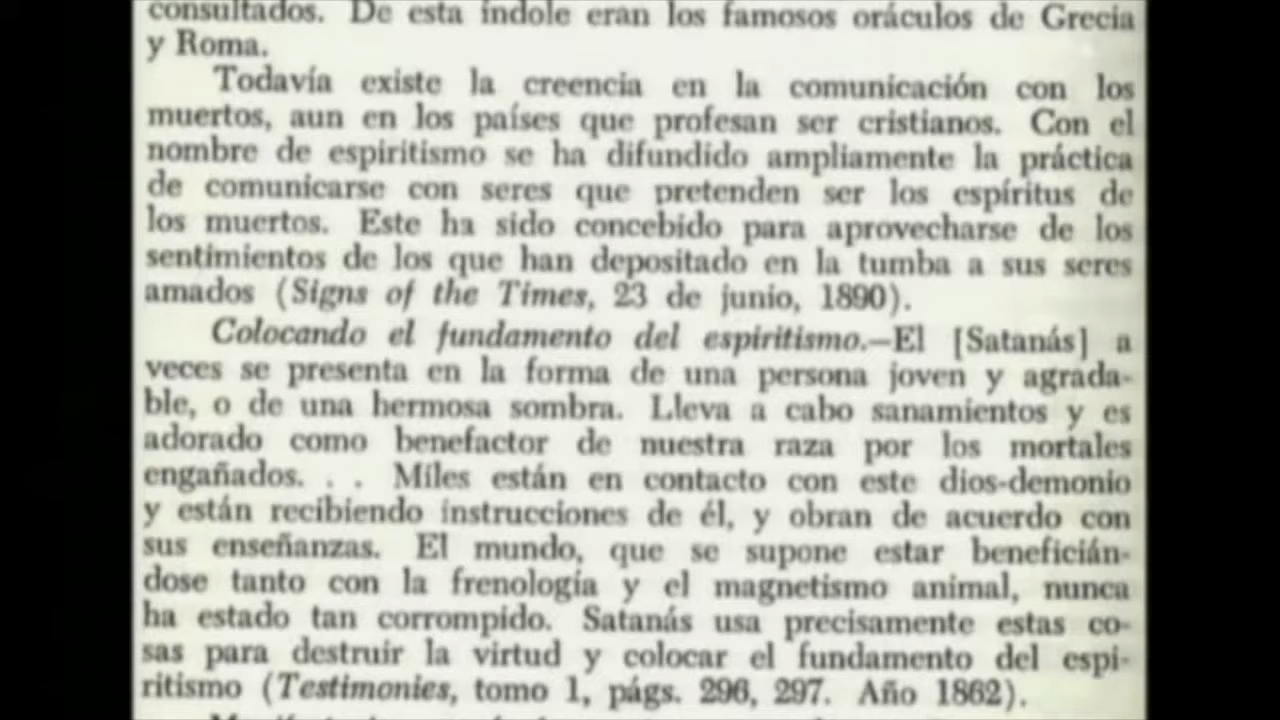 consultados. De esta índole eran los famosos oráculos de Grecia
y Roma.
Todavía existe la creencia en la comunicación con los
muertos, aun en los países que profesan ser cristianos. Con el
nombre de espiritismo se ha difundido ampliamente la práctica
de comunicarse con seres que pretenden ser los espíritus de
los muertos. Este ha sido concebido para aprovecharse de los
sentimientos de los que han depositado en la tumba a sus seres
amados (Signs of the Times, 23 de junio, 1890).
Colocando el fundamento del espiritismo.—El [Satanás] a
veces se presenta en la forma de una persona joven y agrada-
ble, o de una hermosa sombra. Lleva a cabo sanamientos y es
adorado como benefactor de nuestra raza por los mortales
engañados. . . Miles están en contacto con este dios-demonio
y están recibiendo instrucciones de él, y obran de acuerdo con
sus enseñanzas. El mundo, que se supone estar beneficián-
dose tanto con la frenología y el magnetismo animal, nunca
ha estado tan corrompido. Satanás usa precisamente estas co-
sas para destruir la virtud y colocar el fundamento del espi-
ritismo (Testimonies, tomo 1, págs. 296, 297. Año 1862).